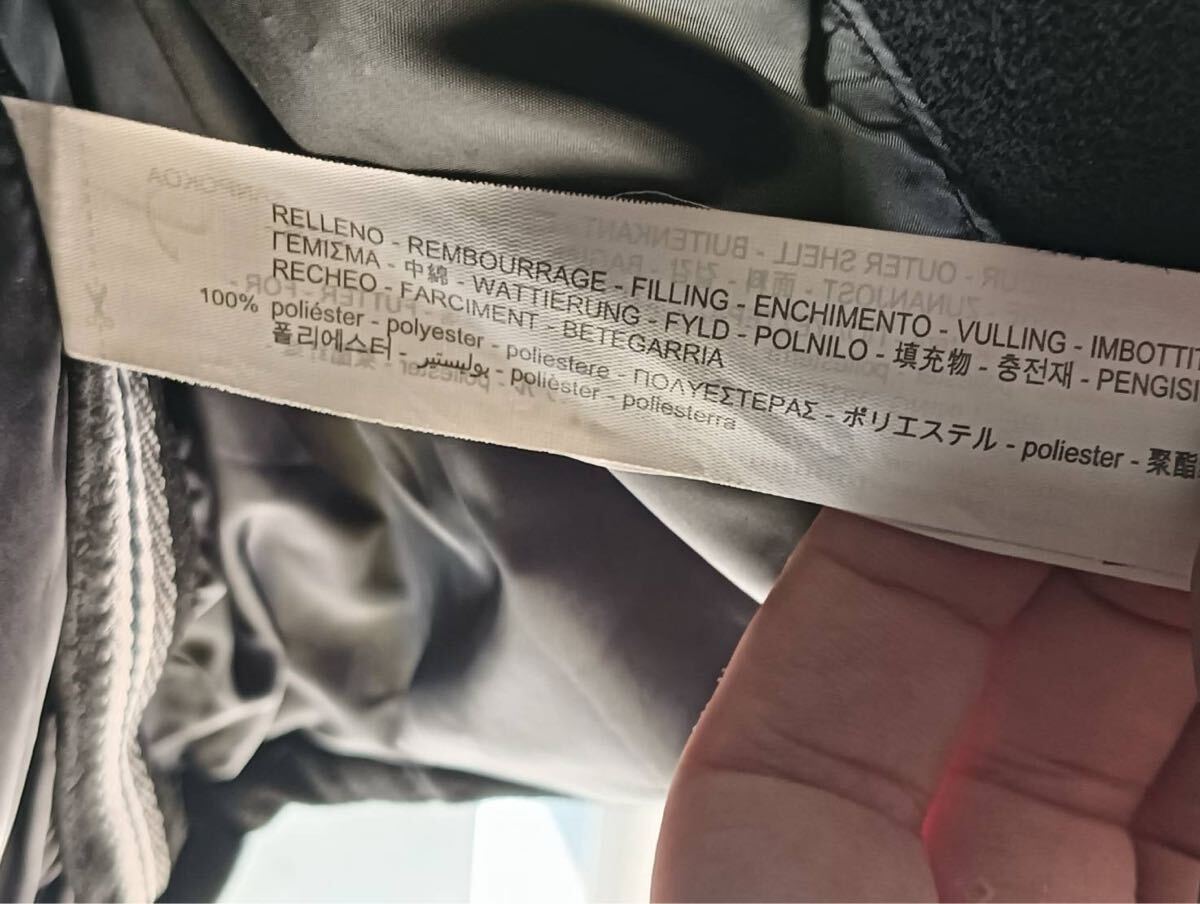 RELLENO - REMBOURRAGE - FILLING - ENCHIMENTO - VULLING - IMBOTTIT
ΓΕΜΙΣΜΑ - 中綿 - WATTIERUNG - FYLD - POLNILO - 填充物 - 충전재 - PENGISI
RECHEO - FARCIMENT - BETEGARRIA
100% poliéster - polyester - poliestere - ΠΟΛΥΕΣΤΕΡΑΣ - ポリエステル - poliester - 聚酯
폴리에스터 - بوليستير - polièster - poliesterra